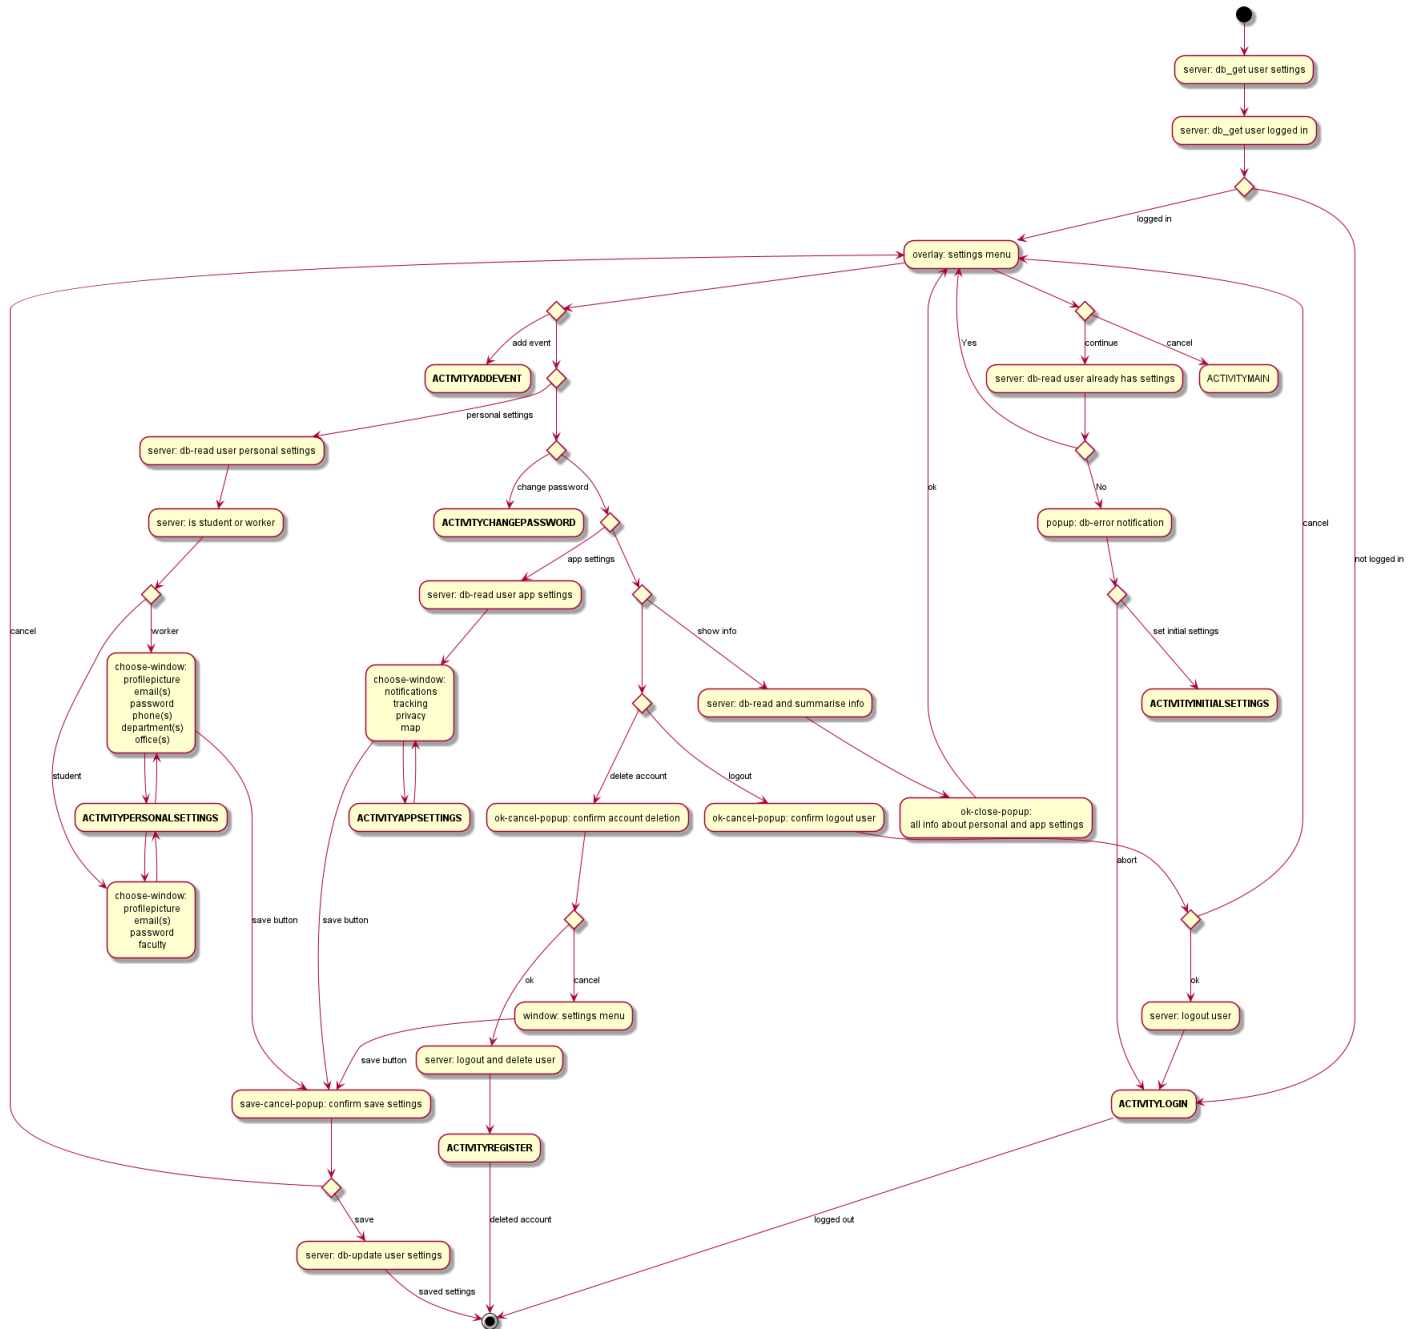 server: db_get user settings
server: db_get user logged in
logged in
overlay: settings menu
add event
Yes
continue
cancel
ACTIVITYADDEVENT
server: db-read user already has settings
ACTIVITYMAIN
personal settings
server: db-read user personal settings
change password
ok
No
server: is student or worker
ACTIVITYCHANGEPASSWORD
popup: db-error notification
cancel
app settings
not logged in
server: db-read user app settings
cancel
worker
show info
set initial settings
choose-window:
profilepicture
email(s)
password
phone(s)
department(s)
office(s)
choose-window:
notifications
tracking
privacy
map
server: db-read and summarise info
ACTIVITIYINITIALSETTINGS
student
delete account
logout
ACTIVITYPERSONALSETTINGS
ACTIVITYAPPSETTINGS
ok-cancel-popup: confirm account deletion
ok-cancel-popup: confirm logout user
ok-close-popup:
all info about personal and app settings
abort
choose-window:
profilepicture
email(s)
password
faculty
save button
save button
ok
cancel
ok
window: settings menu
server: logout user
save button
server: logout and delete user
save-cancel-popup: confirm save settings
ACTIVITYLOGIN
ACTIVITYREGISTER
save
deleted account
logged out
server: db-update user settings
saved settings